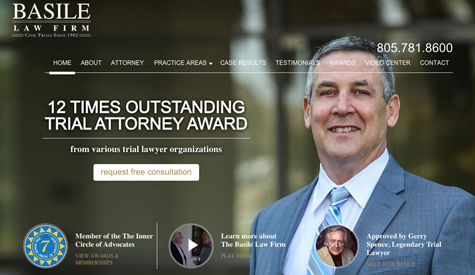 BASILE
LAW FIRM
CIVIL TRIALS SINCE 1982
805.781.8600
HOME ABOUT ATTORNEY PRACTICE AREAS CASE RESULTS TESTIMONIALS AWARDS VIDEO CENTER CONTACT
12 TIMES OUTSTANDING
TRIAL ATTORNEY AWARD
from various trial lawyer organizations
request free consultation
7
Member of the The Inner
Circle of Advocates
VIEW AWARDS &
MEMBERSHIPS
Learn more about
The Basile Law Firm
PLAY VIDEO
Approved by Gerry
Spence, Legendary Trial
Lawyer
MEET JULIE BASILE